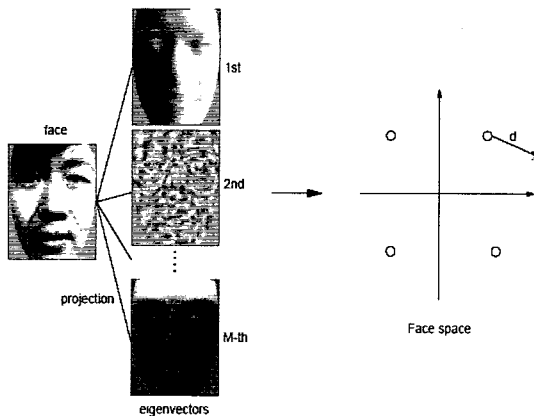 face
1st
2nd
M-th
projection
eigenvectors
d
Face space